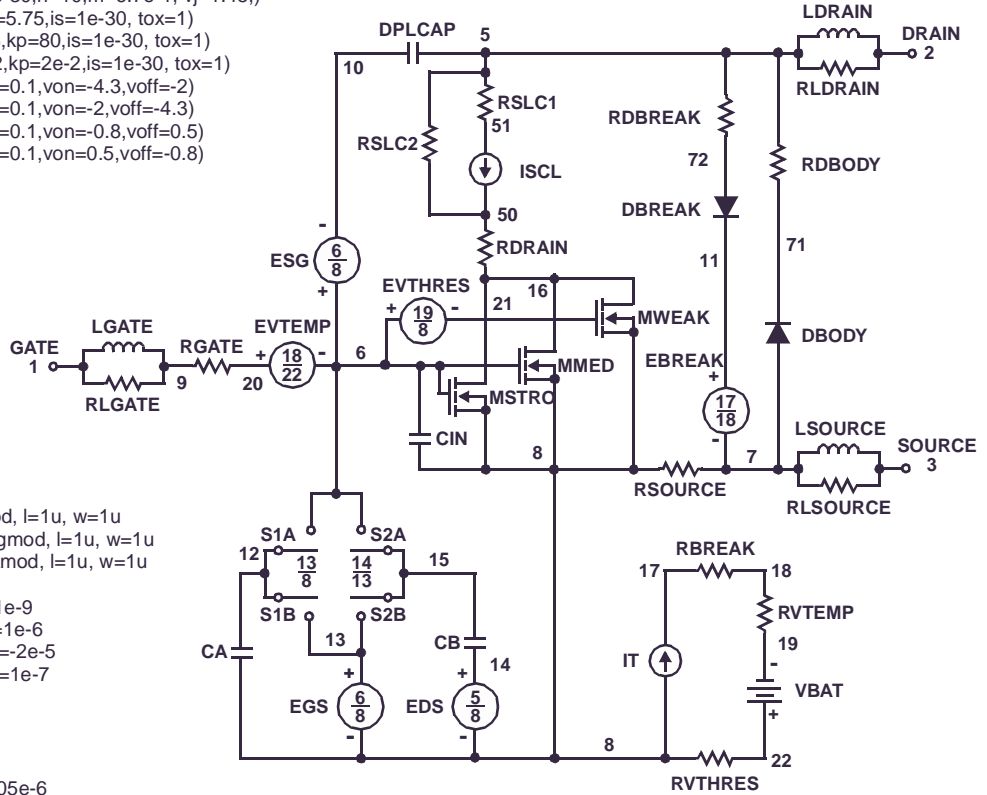 =5.75,is=1e-30, tox=1)
,kp=80,is=1e-30, tox=1)
2,kp=2e-2,is=1e-30, tox=1)
=0.1,von=-4.3,voff=-2)
=0.1,von=-2,voff=-4.3)
=0.1,von=-0.8,voff=0.5)
=0.1,von=0.5,voff=-0.8)
LDRAIN
DPLCAP 5 DRAIN
10 2
RLDRAIN
RSLC1
51
RDBREAK
RSLC2
72 RDBODY
ISCL
DBREAK
50
- RDRAIN 71
ESG 6 8 11
+ EVTHRES 16
+ 19 8 - 21
MWEAK
LGATE EVTEMP
GATE RGATE + 18 22 - 6 MMED DBODY
1 EBREAK
9 20 +
RLGATE MSTRO 17 18
CIN - LSOURCE
8 7 SOURCE
3
RSOURCE
RLSOURCE
od, l=1u, w=1u
gmod, l=1u, w=1u
kmod, l=1u, w=1u
S1A S2A
12 13 8 14 13 15
RBREAK
17 18
1e-9
=1e-6
=-2e-5
=1e-7
S1B S2B
RVTEMP
13 CB 19
CA 14 IT -
+ + VBAT
EGS 6 8 EDS 5 8 +
- - 8
22
RVTHRES
05e-6